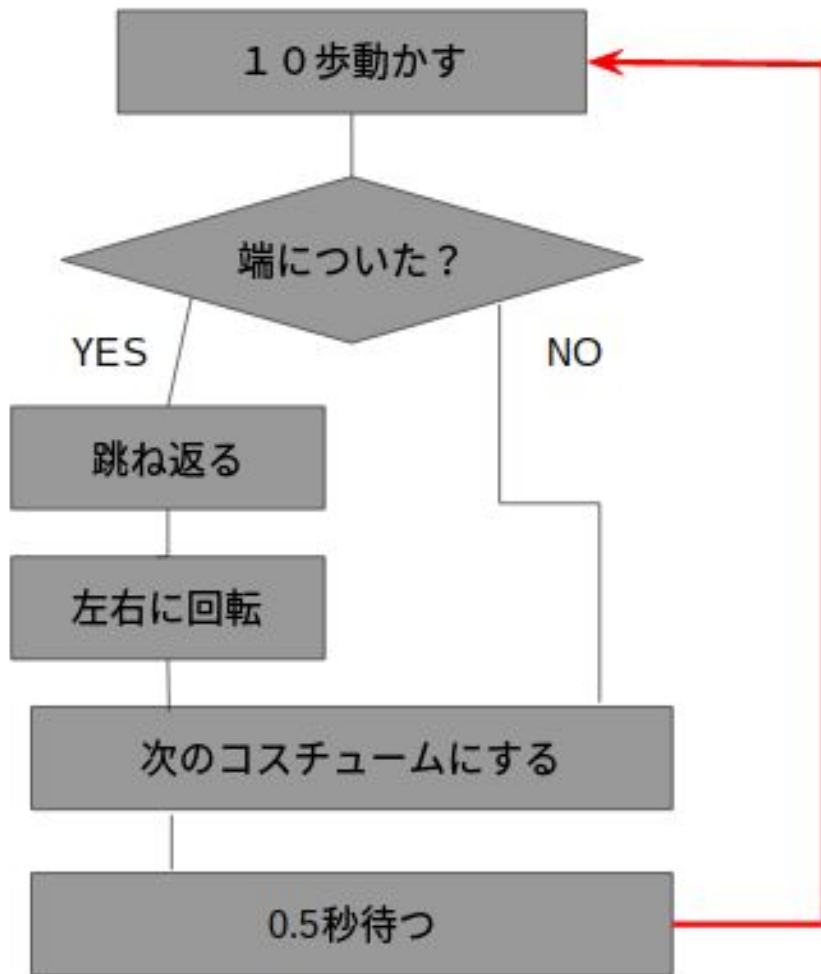 １０歩動かす
端についた？
YES
NO
跳ね返る
左右に回転
次のコスチュームにする
0.5秒待つ